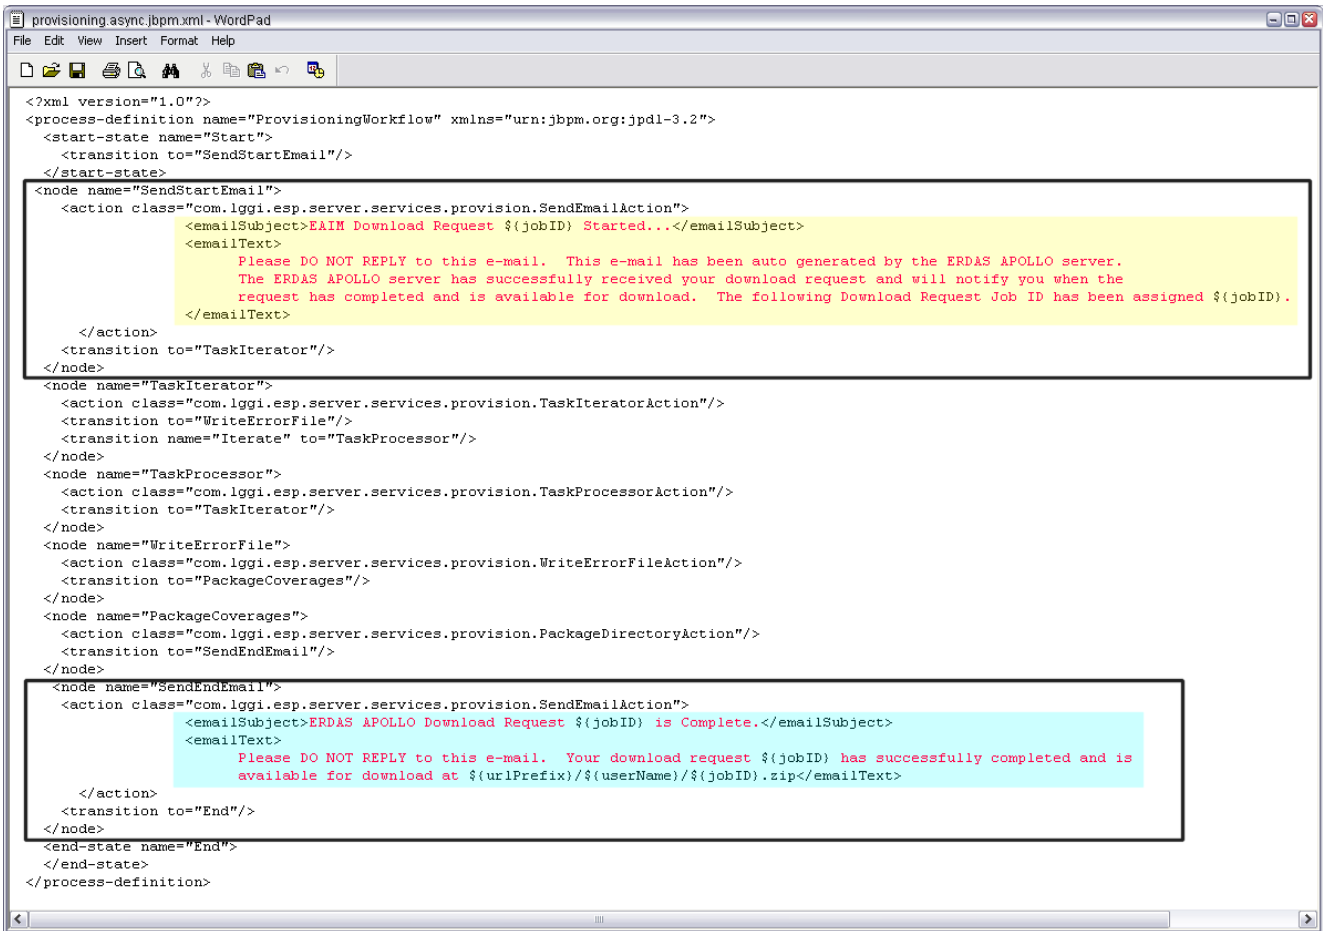 provisioning.async.jbpm.xml - WordPad
File Edit View Insert Format Help
<?xml version="1.0"?>
<process-definition name="ProvisioningWorkflow" xmlns="urn:jbpm.org:jpdl-3.2">
<start-state name="Start">
<transition to="SendStartEmail"/>
</start-state>
<node name="SendStartEmail">
<action class="com.lggi.esp.server.services.provision.SendEmailAction">
<emailSubject>EAIM Download Request ${jobID} Started...</emailSubject>
<emailText>
Please DO NOT REPLY to this e-mail.  This e-mail has been auto generated by the ERDAS APOLLO server.
The ERDAS APOLLO server has successfully received your download request and will notify you when the
request has completed and is available for download.  The following Download Request Job ID has been assigned ${jobID}.
</emailText>
</action>
<transition to="TaskIterator"/>
</node>
<node name="TaskIterator">
<action class="com.lggi.esp.server.services.provision.TaskIteratorAction"/>
<transition to="WriteErrorFile"/>
<transition name="Iterate" to="TaskProcessor"/>
</node>
<node name="TaskProcessor">
<action class="com.lggi.esp.server.services.provision.TaskProcessorAction"/>
<transition to="TaskIterator"/>
</node>
<node name="WriteErrorFile">
<action class="com.lggi.esp.server.services.provision.WriteErrorFileAction"/>
<transition to="PackageCoverages"/>
</node>
<node name="PackageCoverages">
<action class="com.lggi.esp.server.services.provision.PackageDirectoryAction"/>
<transition to="SendEndEmail"/>
</node>
<node name="SendEndEmail">
<action class="com.lggi.esp.server.services.provision.SendEmailAction">
<emailSubject>ERDAS APOLLO Download Request ${jobID} is Complete.</emailSubject>
<emailText>
Please DO NOT REPLY to this e-mail.  Your download request ${jobID} has successfully completed and is
available for download at ${urlPrefix}/${userName}/${jobID}.zip</emailText>
</action>
<transition to="End"/>
</node>
<end-state name="End">
</end-state>
</process-definition>